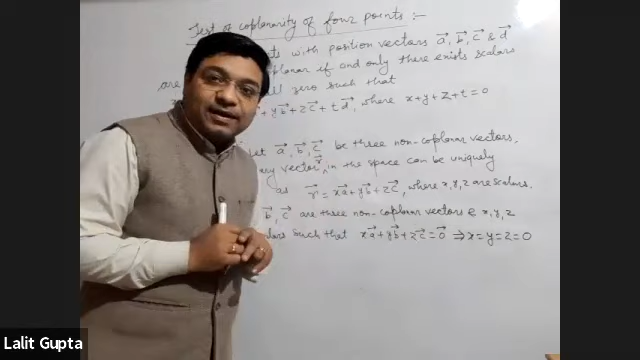 Test of coplanarity of four points :-
with position vectors a⃗, b⃗, c⃗ & d⃗
are planar if and only there exists scalars
all zero such that
+ yb⃗ + zc⃗ + td⃗, where x+y+z+t=0
Let a⃗, b⃗, c⃗ be three non-coplanar vectors.
any vector r⃗, in the space can be uniquely
as r⃗ = xa⃗ + yb⃗ + zc⃗, where x, y, z are scalars.
b⃗, c⃗ are three non-coplanar vectors & x, y, z
such that xa⃗ + yb⃗ + zc⃗ = 0⃗ ⇒ x = y = z = 0
Lalit Gupta